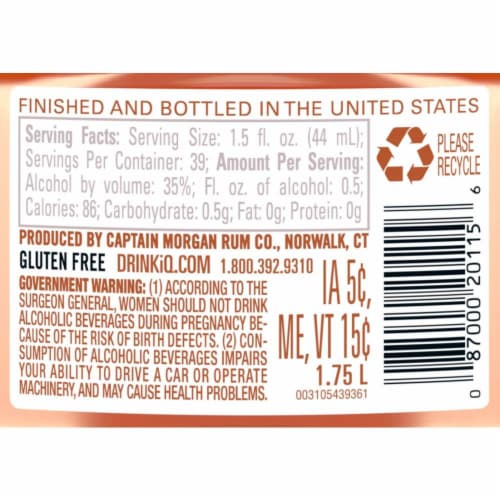 FINISHED AND BOTTLED IN THE UNITED STATES
Serving Facts: Serving Size: 1.5 fl. oz. (44 mL);
Servings Per Container: 39; Amount Per Serving:
Alcohol by volume: 35%; Fl. oz. of alcohol: 0.5;
Calories: 86; Carbohydrate: 0.5g; Fat: 0g; Protein: 0g
PLEASE
RECYCLE
PRODUCED BY CAPTAIN MORGAN RUM CO., NORWALK, CT
GLUTEN FREE DRINKiQ.COM 1.800.392.9310
GOVERNMENT WARNING: (1) ACCORDING TO THE
SURGEON GENERAL, WOMEN SHOULD NOT DRINK
ALCOHOLIC BEVERAGES DURING PREGNANCY BE-
CAUSE OF THE RISK OF BIRTH DEFECTS. (2) CON-
SUMPTION OF ALCOHOLIC BEVERAGES IMPAIRS
YOUR ABILITY TO DRIVE A CAR OR OPERATE
MACHINERY, AND MAY CAUSE HEALTH PROBLEMS.
IA 5¢,
ME, VT 15¢
1.75 L
003105439361
0 87000 20115 6